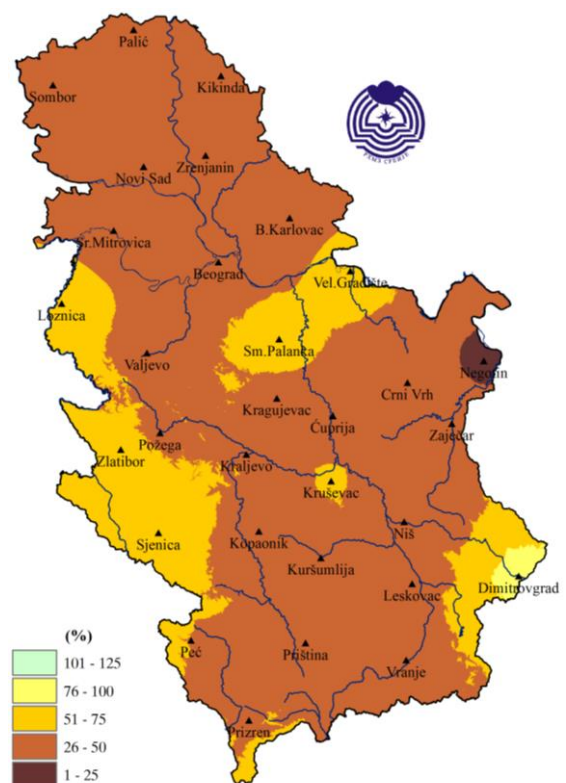 Palić
Sombor
Kikinda
Novi Sad
Zrenjanin
Sr.Mitrovica
B.Karlovac
Beograd
Vel.Gradište
Loznica
Valjevo
Sm.Palanka
Negotin
Crni Vrh
Kragujevac
Ćuprija
Zaječar
Požega
Zlatibor
Kraljevo
Kruševac
Sjenica
Kopaonik
Niš
Kuršumlija
Dimitrovgrad
Leskovac
Peć
Priština
Vranje
Prizren
(%)
101 - 125
76 - 100
51 - 75
26 - 50
1 - 25